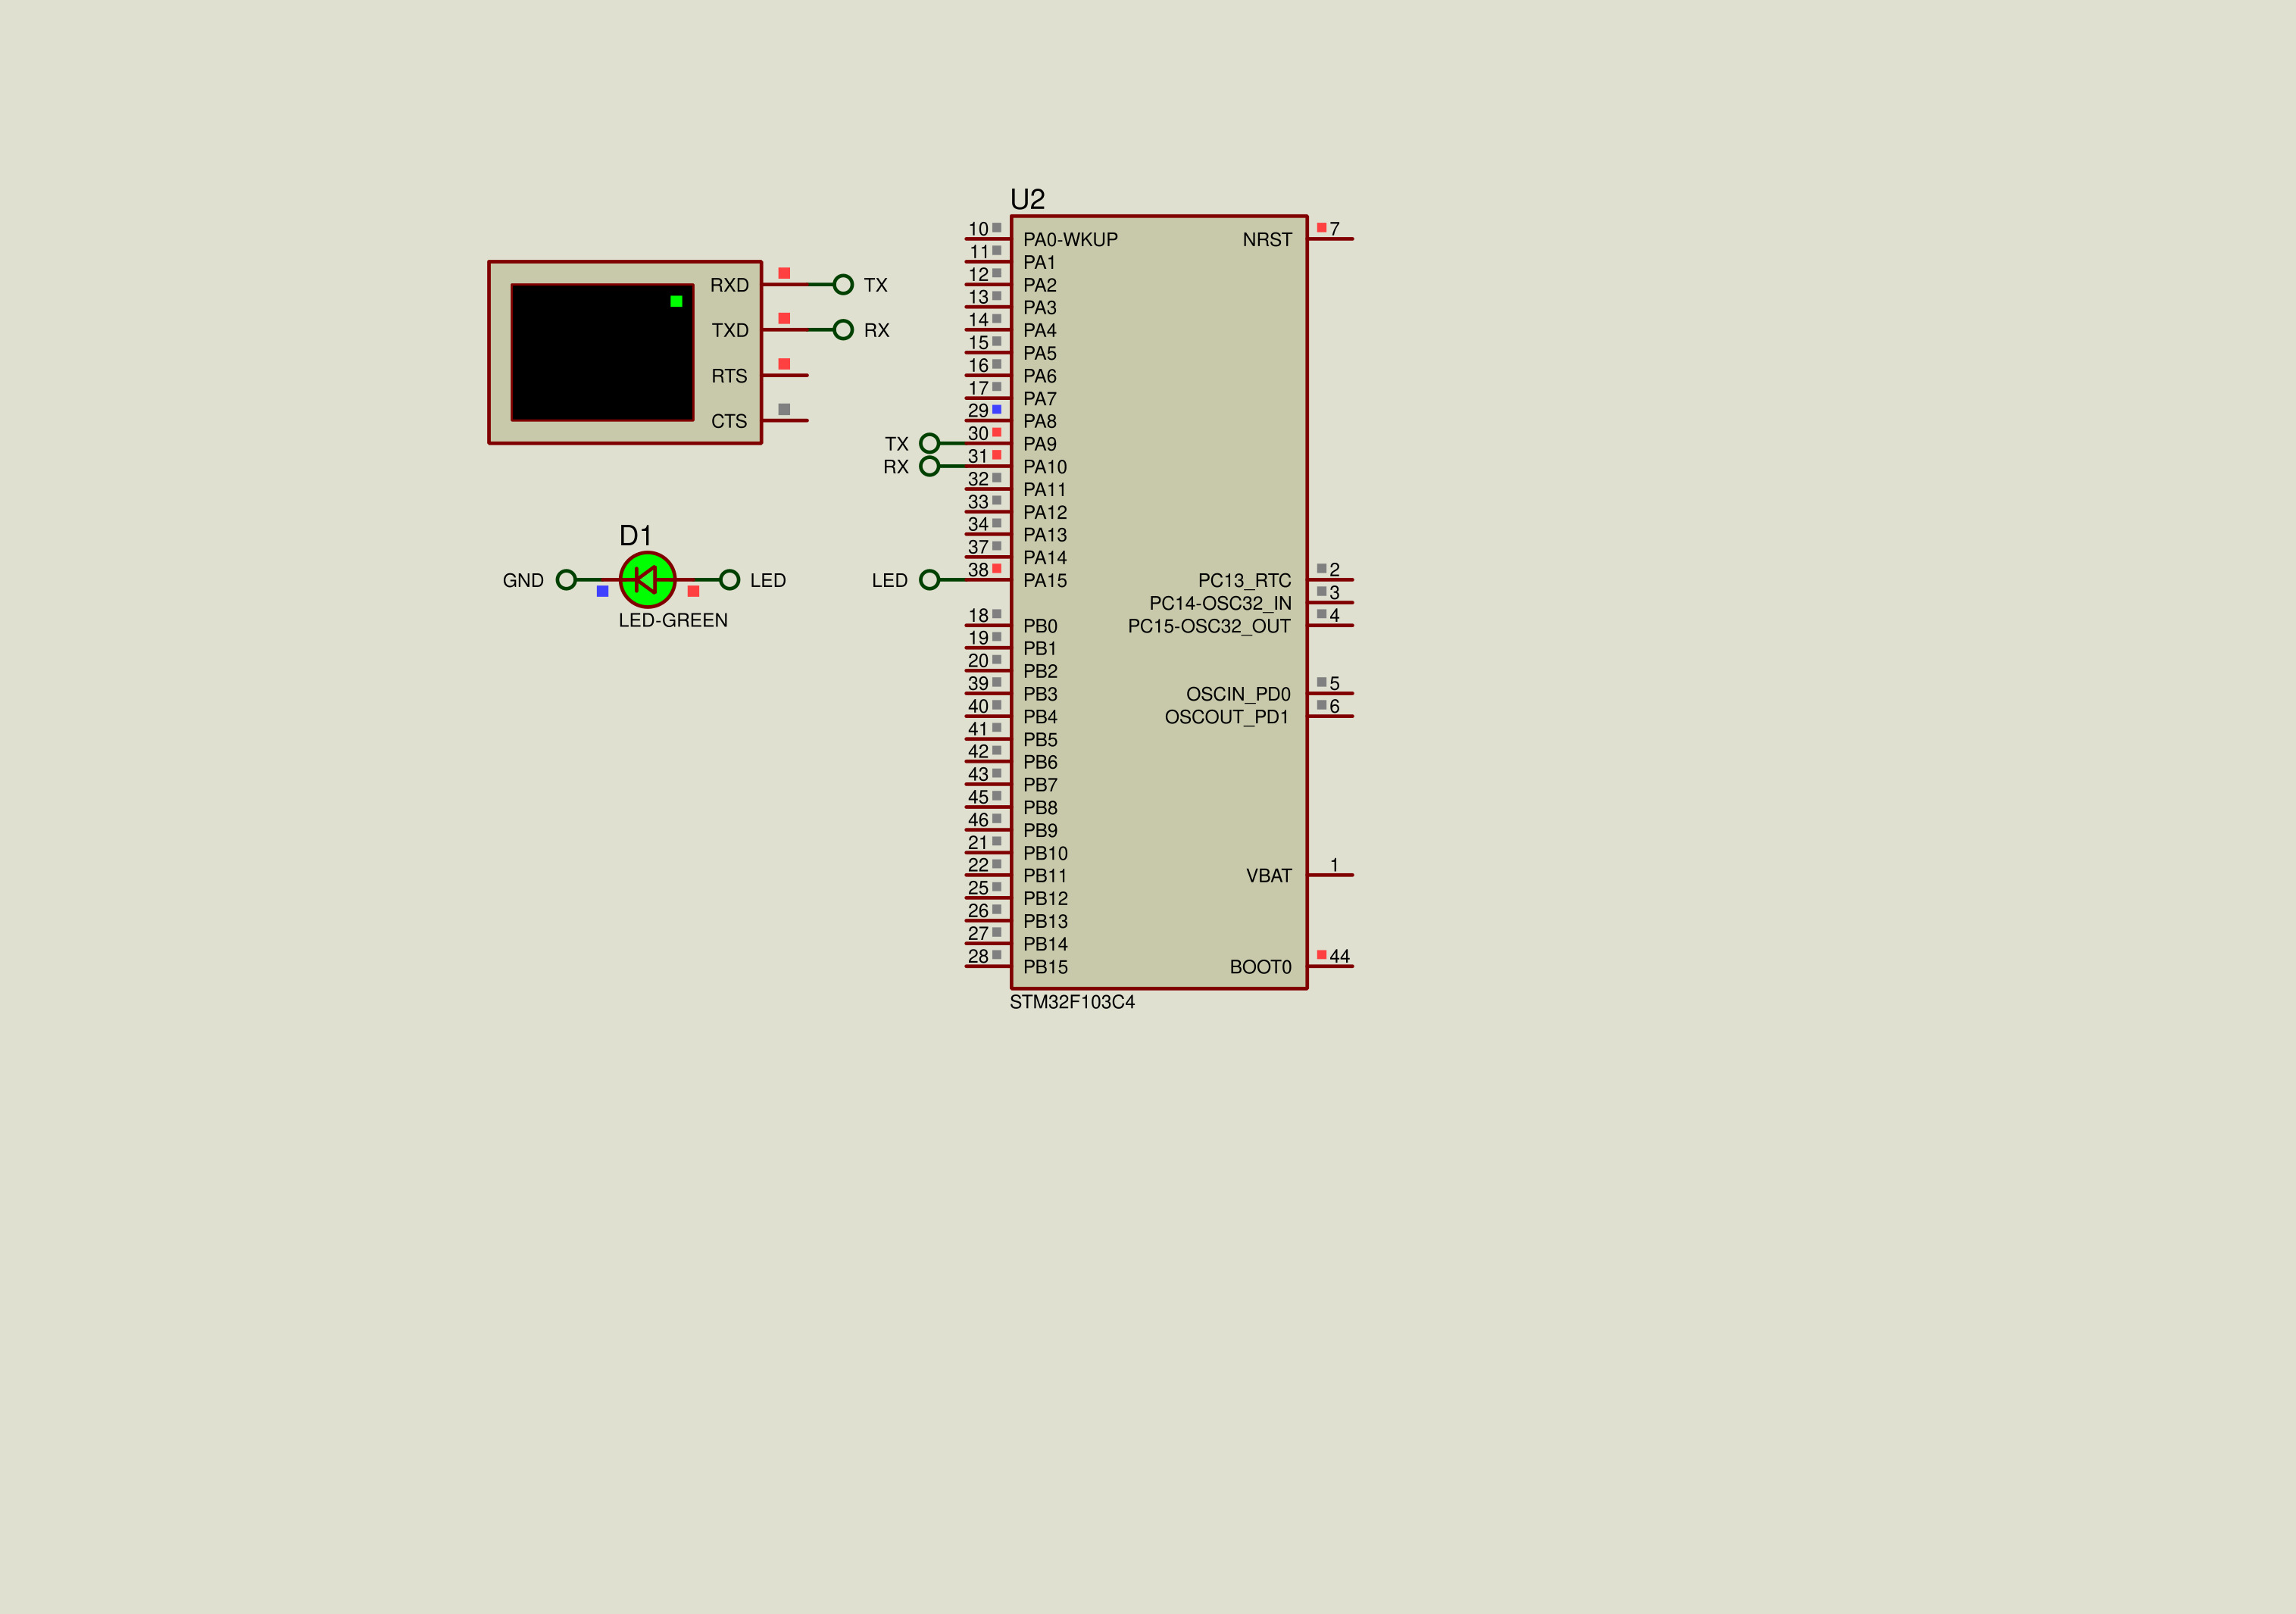 RXD
TX
TXD
RX
RTS
CTS
D1
GND
LED
LED-GREEN
TX
RX
LED
U2
10 PA0-WKUP
11 PA1
12 PA2
13 PA3
14 PA4
15 PA5
16 PA6
17 PA7
29 PA8
30 PA9
31 PA10
32 PA11
33 PA12
34 PA13
37 PA14
38 PA15
18 PB0
19 PB1
20 PB2
39 PB3
40 PB4
41 PB5
42 PB6
43 PB7
45 PB8
46 PB9
21 PB10
22 PB11
25 PB12
26 PB13
27 PB14
28 PB15
NRST 7
PC13_RTC 2
PC14-OSC32_IN 3
PC15-OSC32_OUT 4
OSCIN_PD0 5
OSCOUT_PD1 6
VBAT 1
BOOT0 44
STM32F103C4